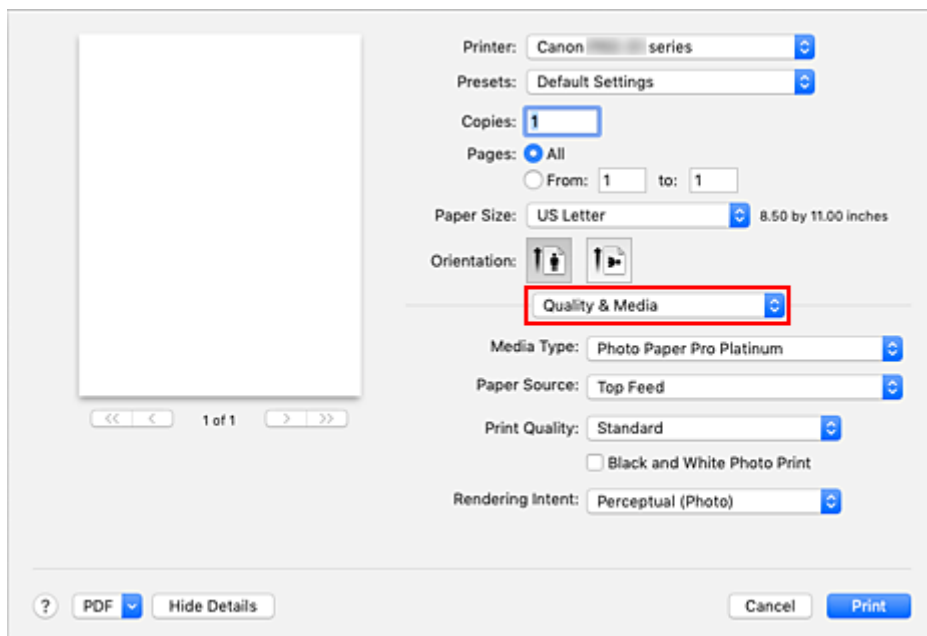 Printer: Canon series
Presets: Default Settings
Copies: 1
Pages: All
From: 1 to: 1
Paper Size: US Letter 8.50 by 11.00 inches
Orientation:
Quality & Media
Media Type: Photo Paper Pro Platinum
Paper Source: Top Feed
<< < 1 of 1 > >>
Print Quality: Standard
Black and White Photo Print
Rendering Intent: Perceptual (Photo)
? PDF Hide Details Cancel Print